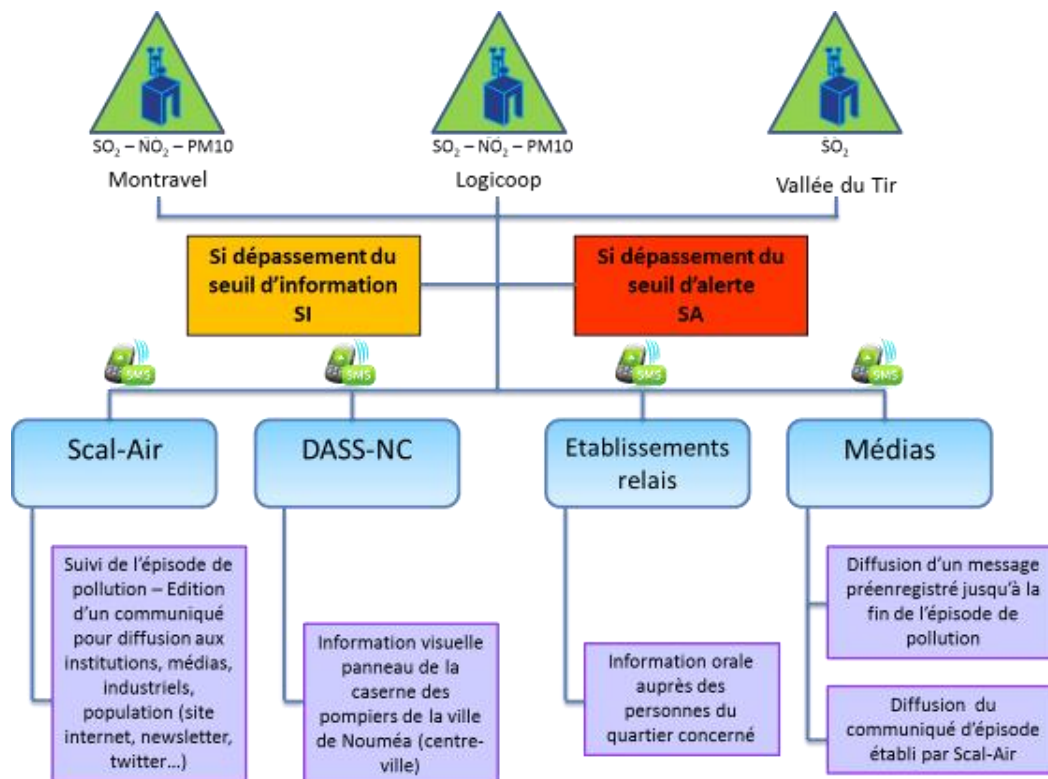 SO₂ – NO₂ – PM10
Montravel
SO₂ – NO₂ – PM10
Logicoop
SO₂
Vallée du Tir
Si dépassement du
seuil d'information
SI
Si dépassement du
seuil d'alerte
SA
SMS
SMS
SMS
SMS
Scal-Air
DASS-NC
Etablissements
relais
Médias
Suivi de l'épisode de
pollution – Edition
d'un communiqué
pour diffusion aux
institutions, médias,
industriels,
population (site
internet, newsletter,
twitter...)
Information visuelle
panneau de la
caserne des
pompiers de la ville
de Nouméa (centre-
ville)
Information orale
auprès des
personnes du
quartier concerné
Diffusion d'un message
préenregistré jusqu'à la
fin de l'épisode de
pollution
Diffusion du
communiqué d'épisode
établi par Scal-Air